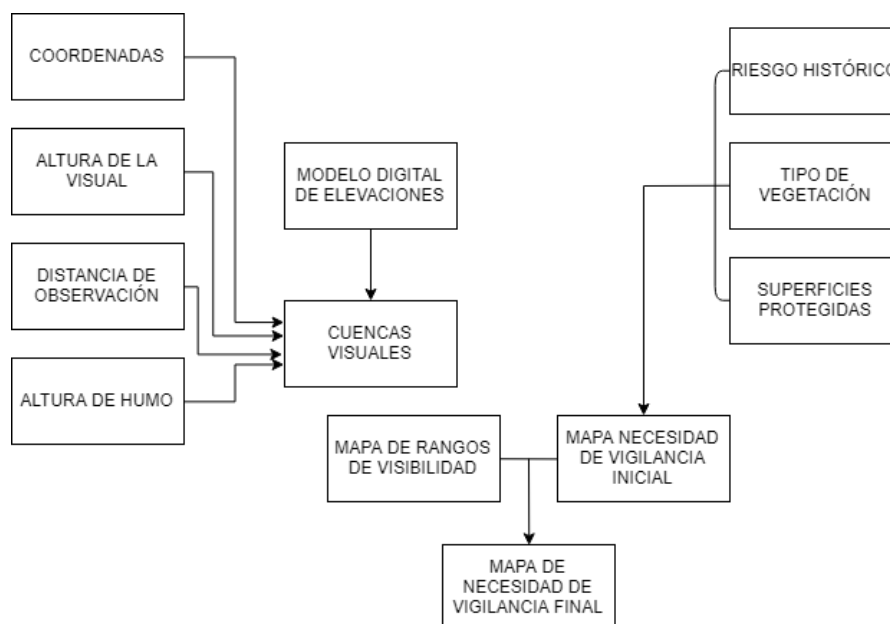 COORDENADAS
ALTURA DE LA
VISUAL
DISTANCIA DE
OBSERVACIÓN
ALTURA DE HUMO
MODELO DIGITAL
DE ELEVACIONES
CUENCAS
VISUALES
RIESGO HISTÓRICO
TIPO DE
VEGETACIÓN
SUPERFICIES
PROTEGIDAS
MAPA DE RANGOS
DE VISIBILIDAD
MAPA NECESIDAD
DE VIGILANCIA
INICIAL
MAPA DE
NECESIDAD DE
VIGILANCIA FINAL